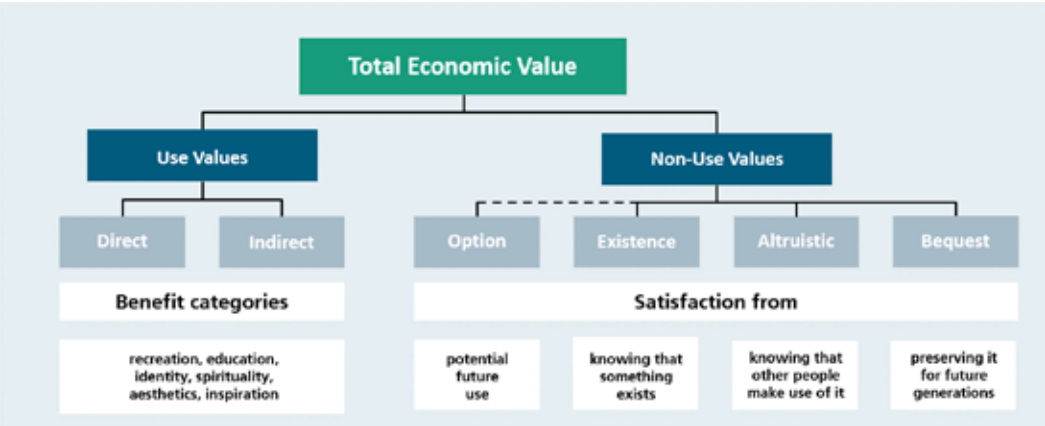 Total Economic Value
Use Values
Non-Use Values
Direct
Indirect
Option
Existence
Altruistic
Bequest
Benefit categories
Satisfaction from
recreation, education,
identity, spirituality,
aesthetics, inspiration
potential
future
use
knowing that
something
exists
knowing that
other people
make use of it
preserving it
for future
generations